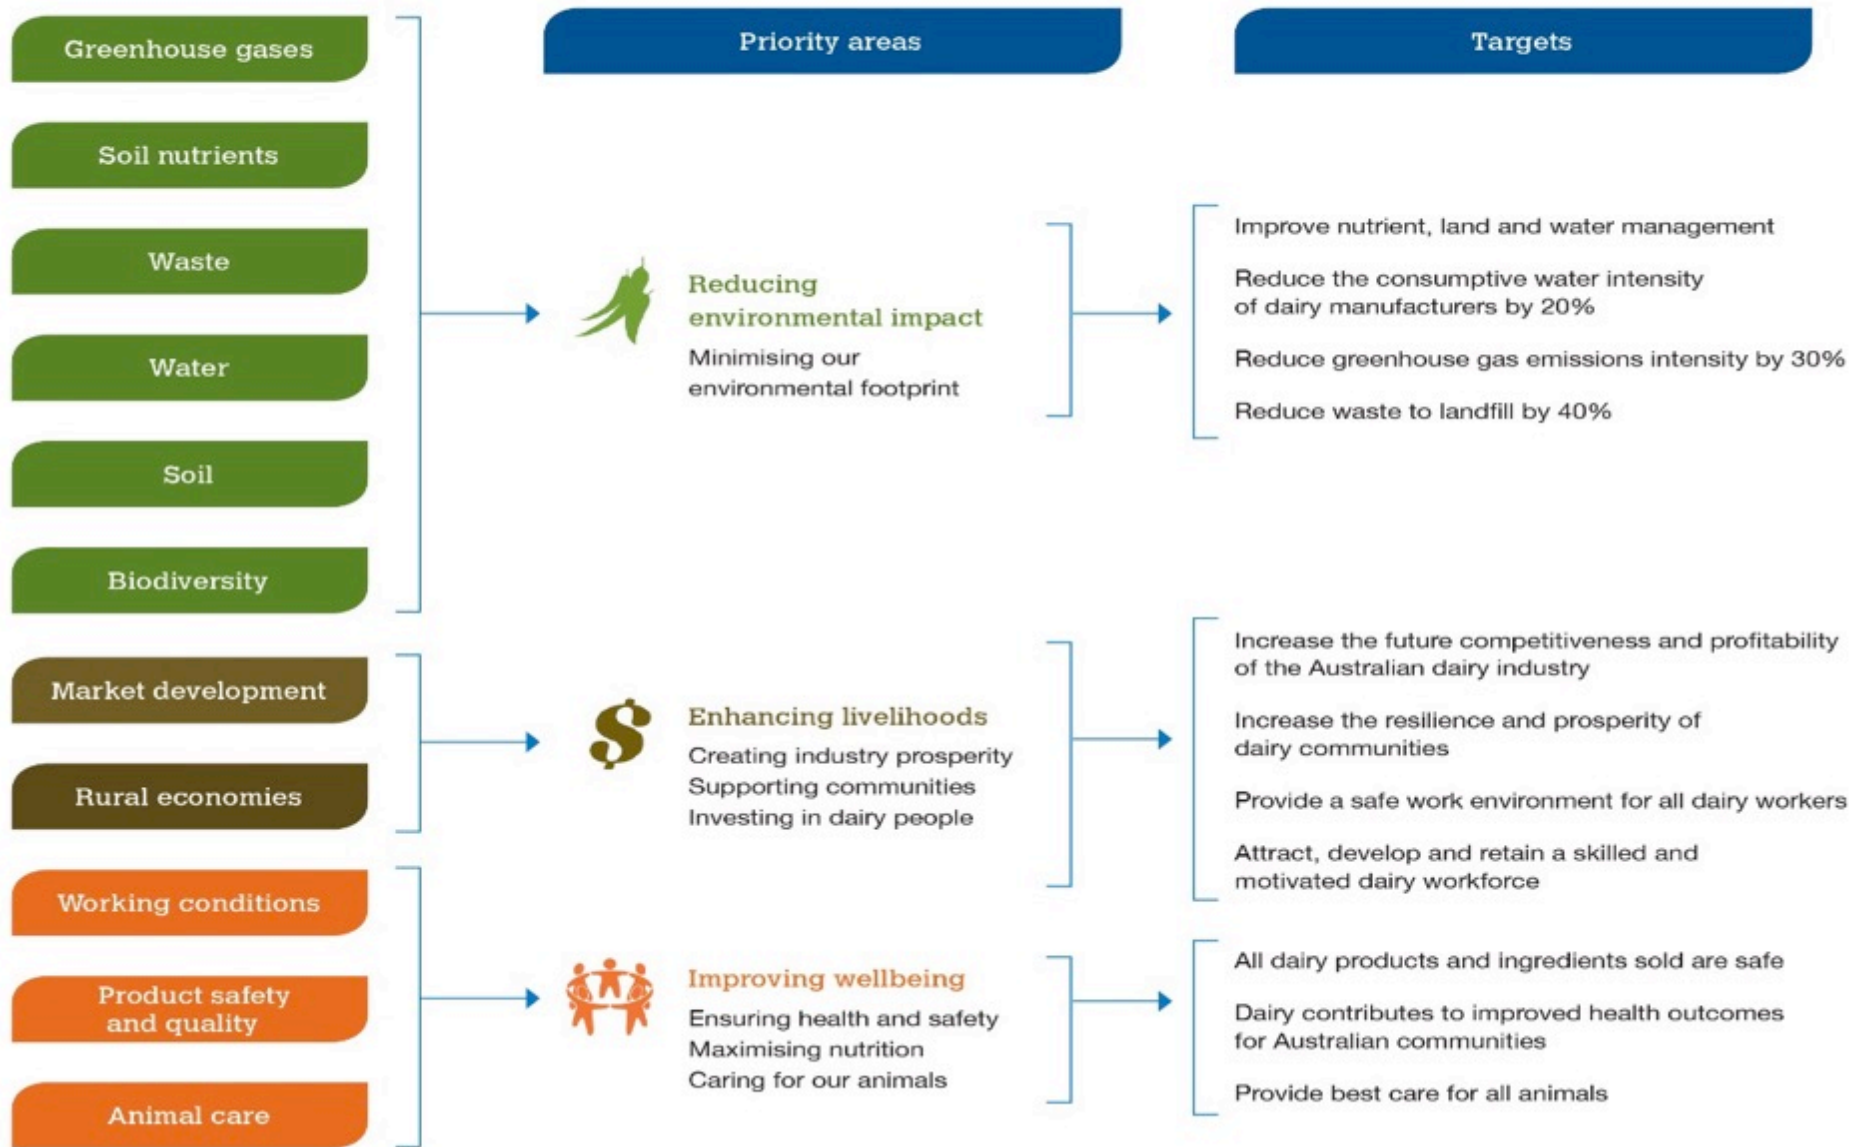 Greenhouse gases
Soil nutrients
Waste
Water
Soil
Biodiversity
Market development
Rural economies
Working conditions
Product safety
and quality
Animal care
Priority areas
Reducing
environmental impact
Minimising our
environmental footprint
Enhancing livelihoods
Creating industry prosperity
Supporting communities
Investing in dairy people
Improving wellbeing
Ensuring health and safety
Maximising nutrition
Caring for our animals
Targets
Improve nutrient, land and water management
Reduce the consumptive water intensity
of dairy manufacturers by 20%
Reduce greenhouse gas emissions intensity by 30%
Reduce waste to landfill by 40%
Increase the future competitiveness and profitability
of the Australian dairy industry
Increase the resilience and prosperity of
dairy communities
Provide a safe work environment for all dairy workers
Attract, develop and retain a skilled and
motivated dairy workforce
All dairy products and ingredients sold are safe
Dairy contributes to improved health outcomes
for Australian communities
Provide best care for all animals